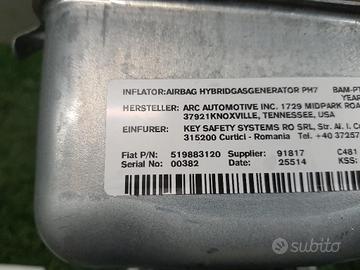 INFLATOR:AIRBAG HYBRIDGASGENERATOR PH7 BAM-PT
YEAR
HERSTELLER: ARC AUTOMOTIVE INC. 1729 MIDPARK ROAD
37921KNOXVILLE, TENNESSEE, USA
EINFUHRER: KEY SAFETY SYSTEMS RO SRL, Str. Al. I. C
315200 Curtici - Romania Tel. +40 37257
Fiat P/N: 519883120 Supplier: 91817 C481
Serial No: 00382 Date: 25514 KSS:
subito